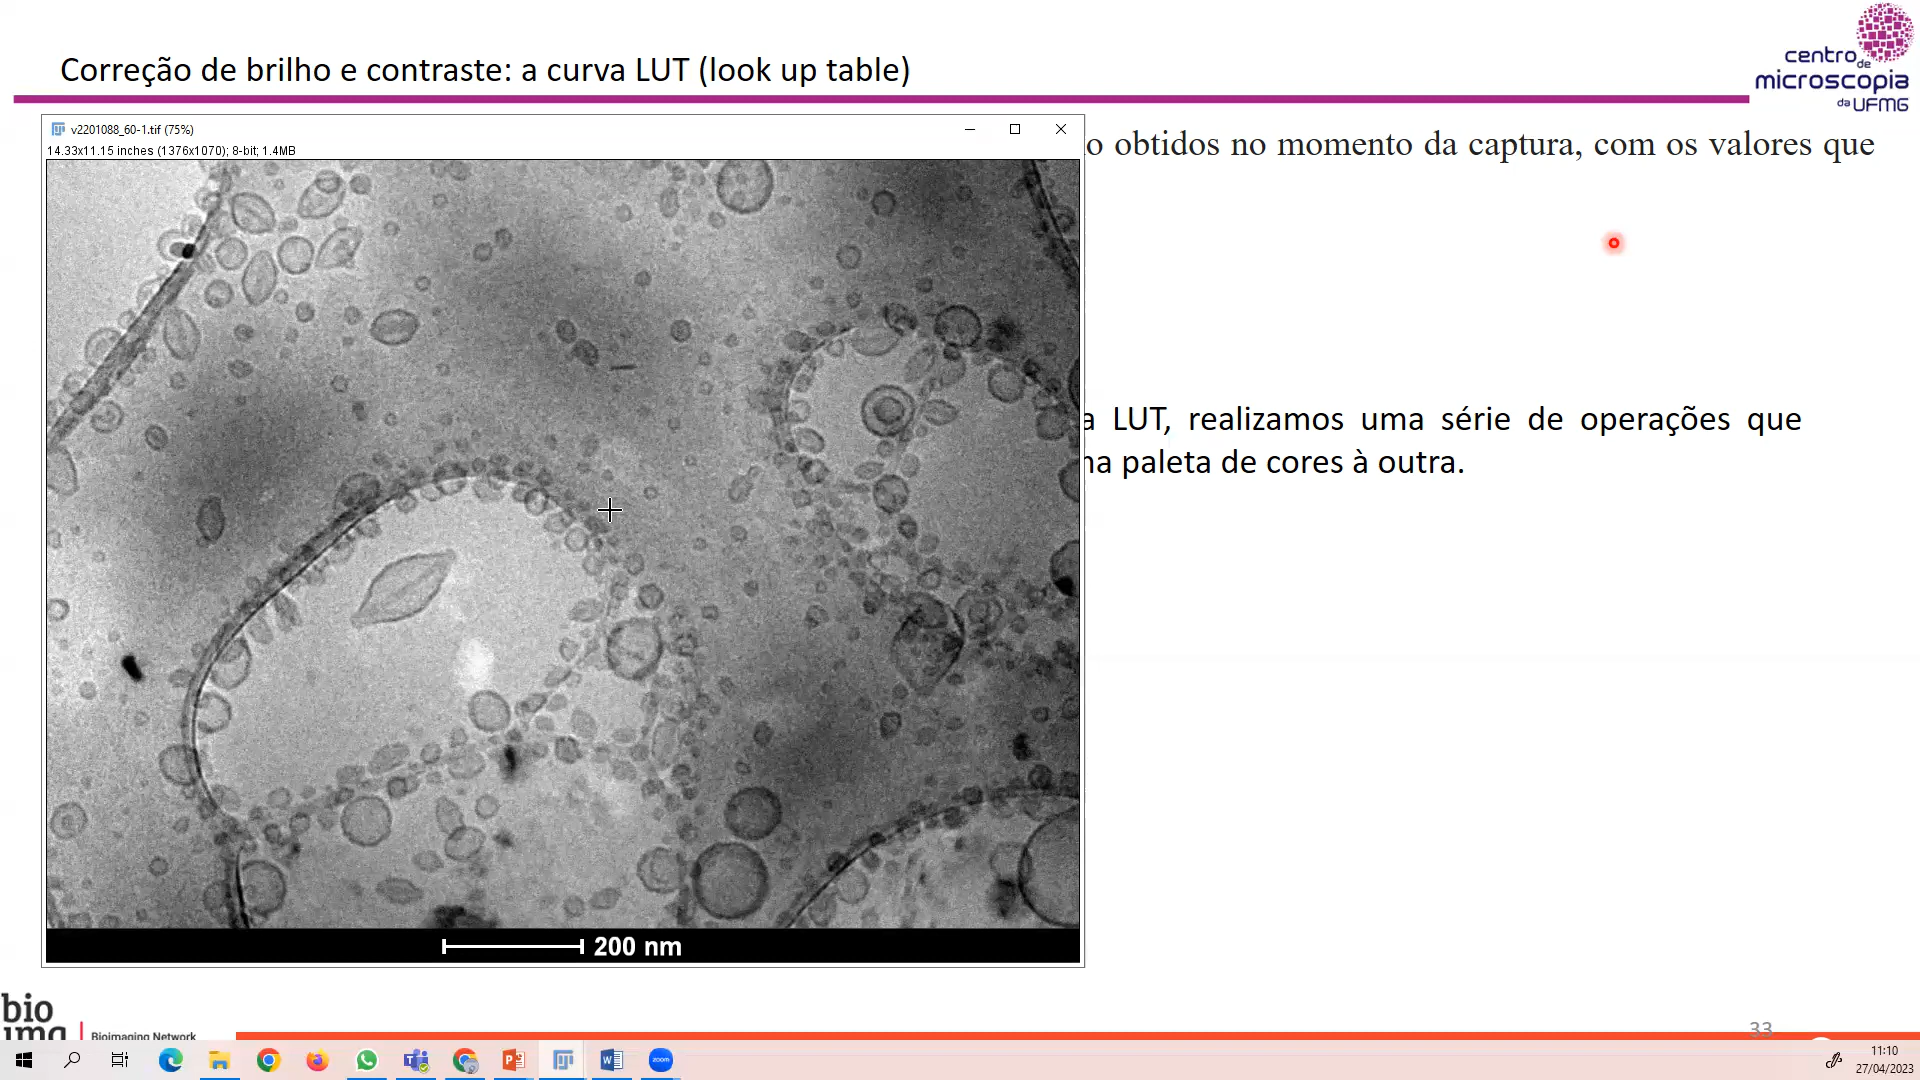 Correção de brilho e contraste: a curva LUT (look up table)
centro de
microscopia
da UFMG
v2201088_60-1.tif (75%)
14.33x11.15 inches (1376x1070); 8-bit; 1.4MB
o obtidos no momento da captura, com os valores que
a LUT, realizamos uma série de operações que
na paleta de cores à outra.
200 nm
bio
img
Bioimaging Network
33
zoom
11:10
27/04/2023